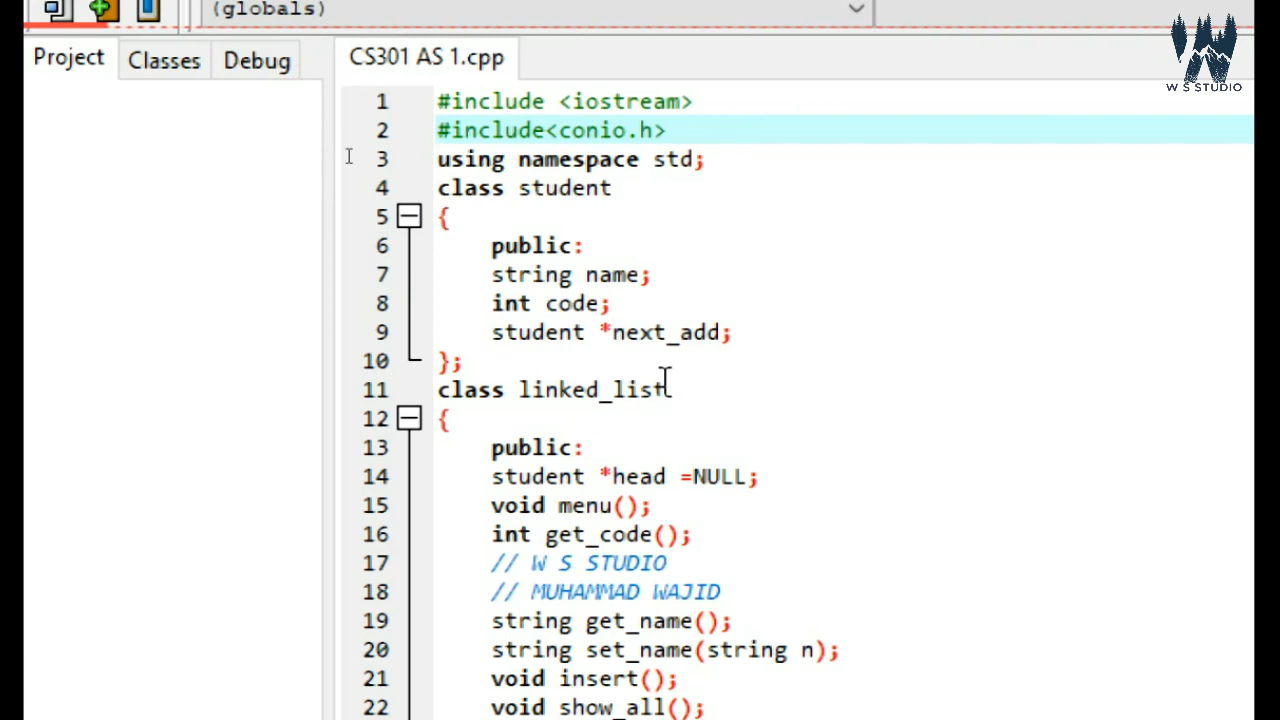 (globals)
W S STUDIO
Project Classes Debug
CS301 AS 1.cpp
1 #include <iostream>
2 #include<conio.h>
3 using namespace std;
4 class student
5 {
6 public:
7 string name;
8 int code;
9 student *next_add;
10 };
11 class linked_list
12 {
13 public:
14 student *head =NULL;
15 void menu();
16 int get_code();
17 // W S STUDIO
18 // MUHAMMAD WAJID
19 string get_name();
20 string set_name(string n);
21 void insert();
22 void show_all();